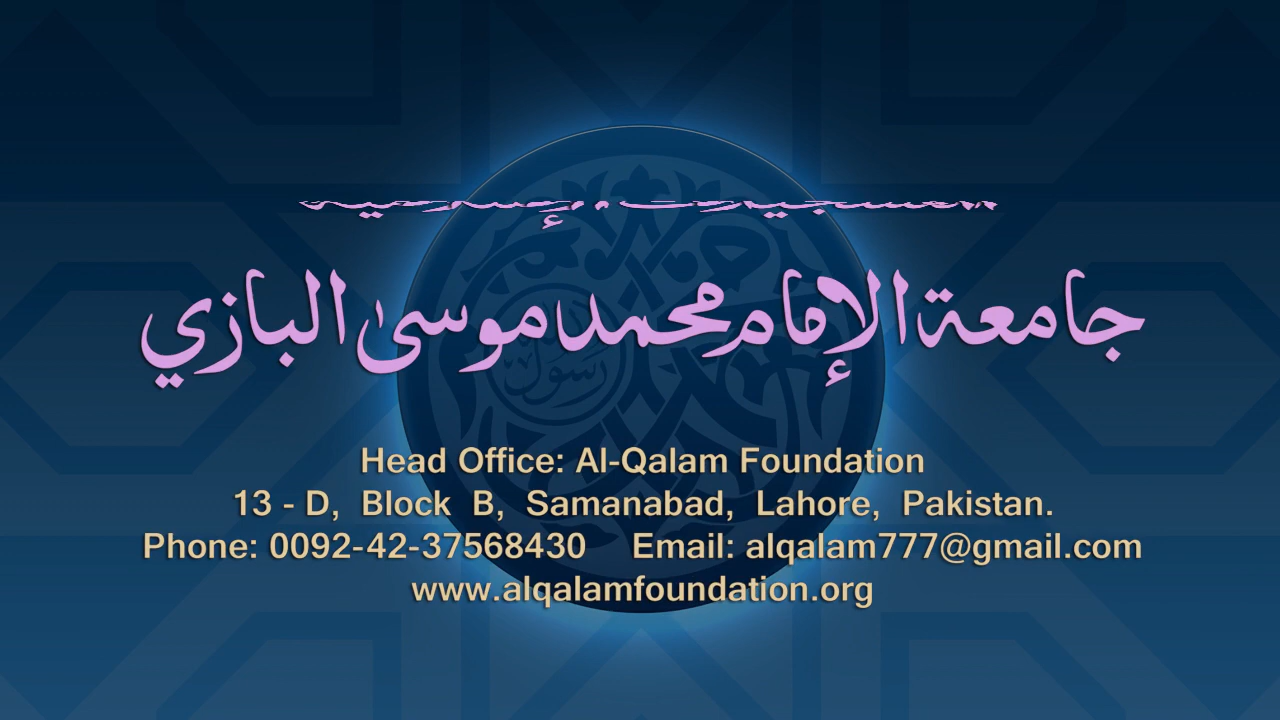 جامعة الإمام محمد موسىٰ البازي
Head Office: Al-Qalam Foundation
13 - D, Block B, Samanabad, Lahore, Pakistan.
Phone: 0092-42-37568430 Email: alqalam777@gmail.com
www.alqalamfoundation.org